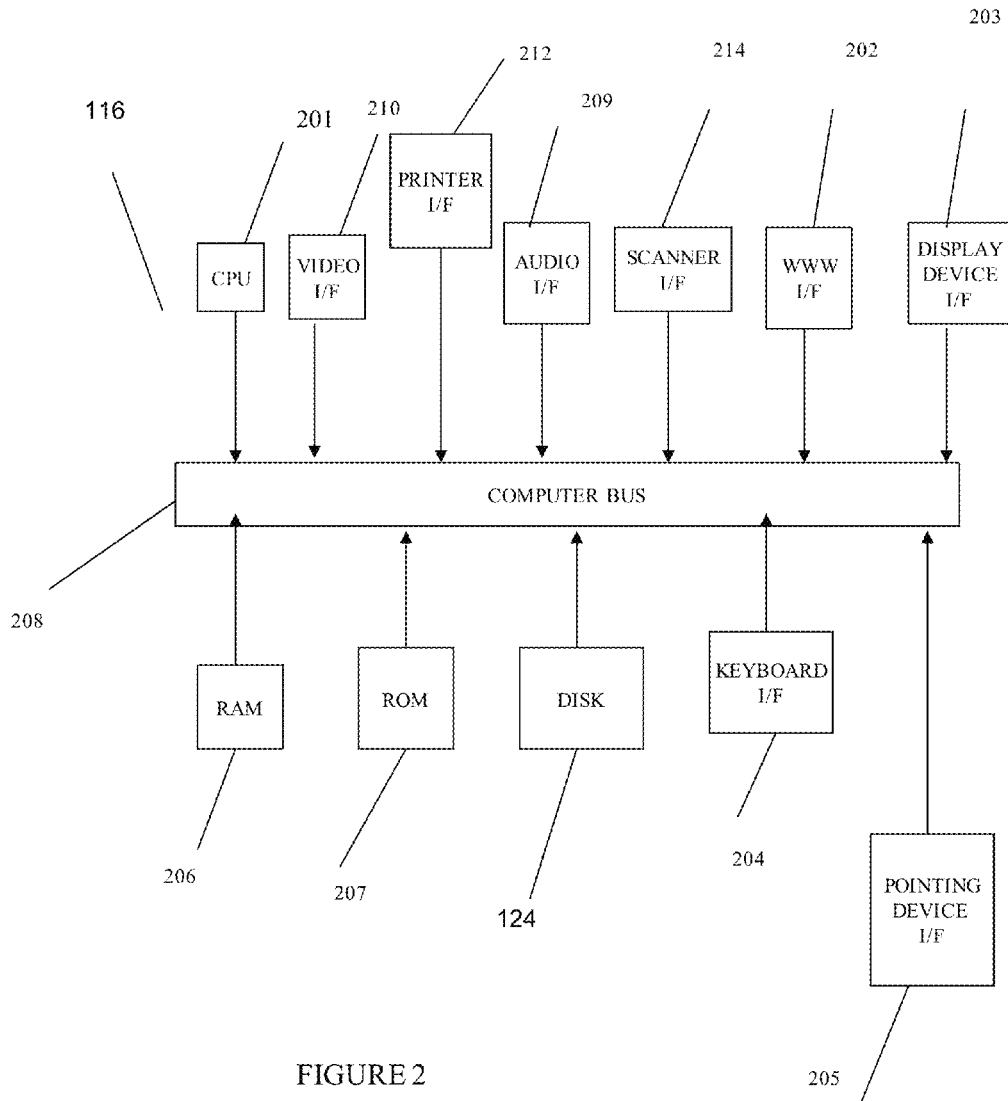 203
212
214
202
116
201
210
209
PRINTER
I/F
CPU
VIDEO
I/F
AUDIO
I/F
SCANNER
I/F
WWW
I/F
DISPLAY
DEVICE
I/F
COMPUTER BUS
208
RAM
ROM
DISK
KEYBOARD
I/F
206
207
124
204
POINTING
DEVICE
I/F
205
FIGURE 2